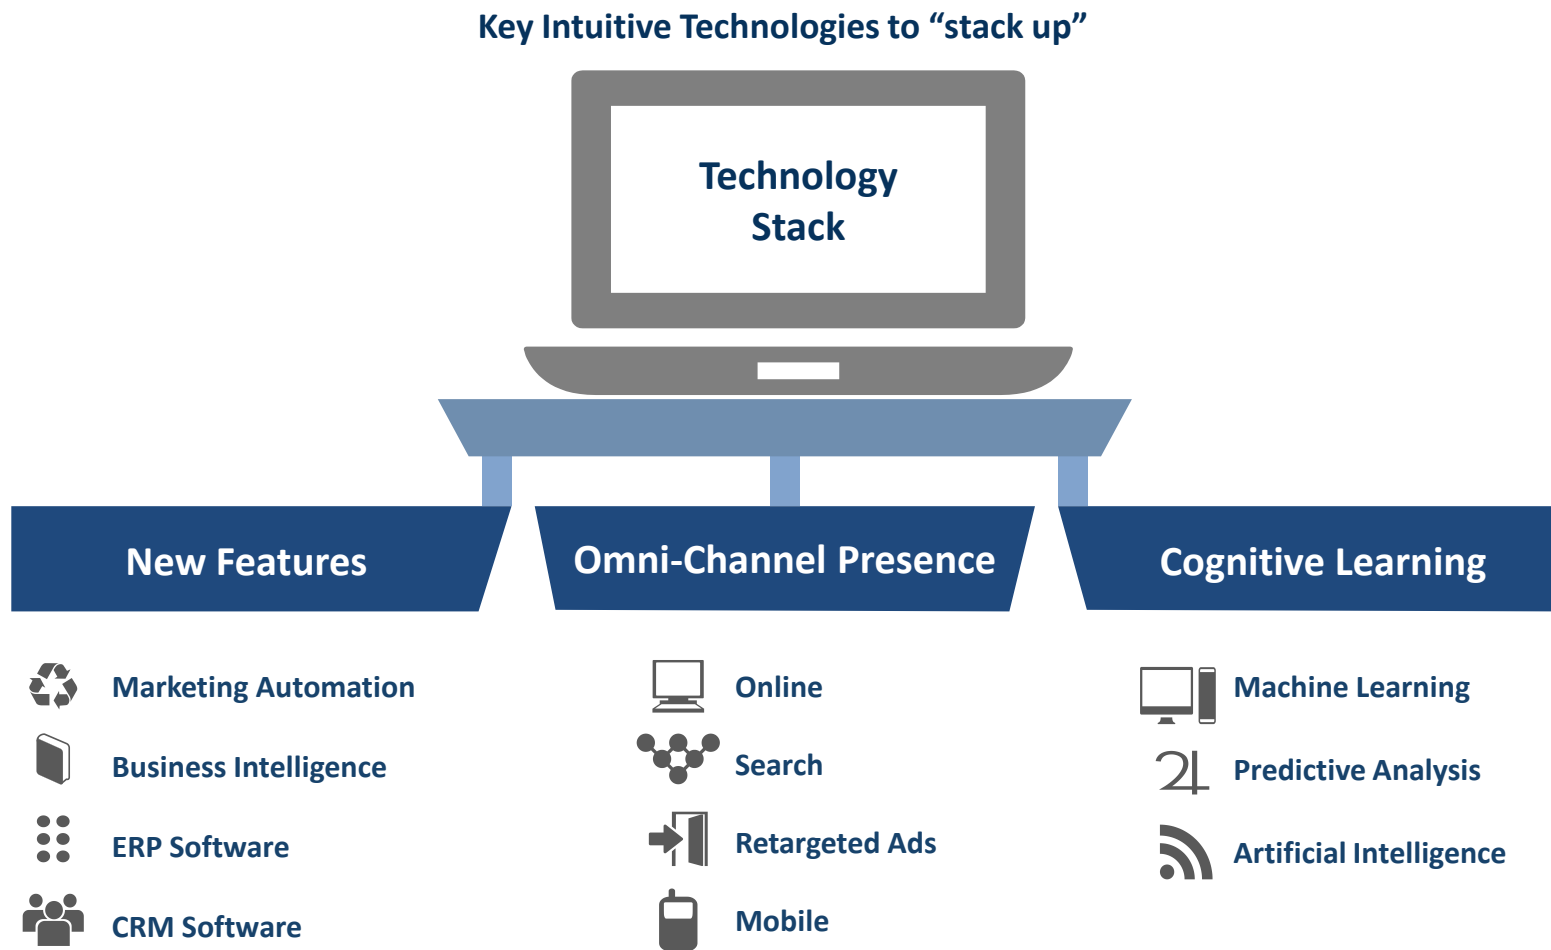 Key Intuitive Technologies to “stack up”
Technology
Stack
New Features
Omni-Channel Presence
Cognitive Learning
Marketing Automation
Business Intelligence
ERP Software
CRM Software
Online
Search
Retargeted Ads
Mobile
Machine Learning
Predictive Analysis
Artificial Intelligence